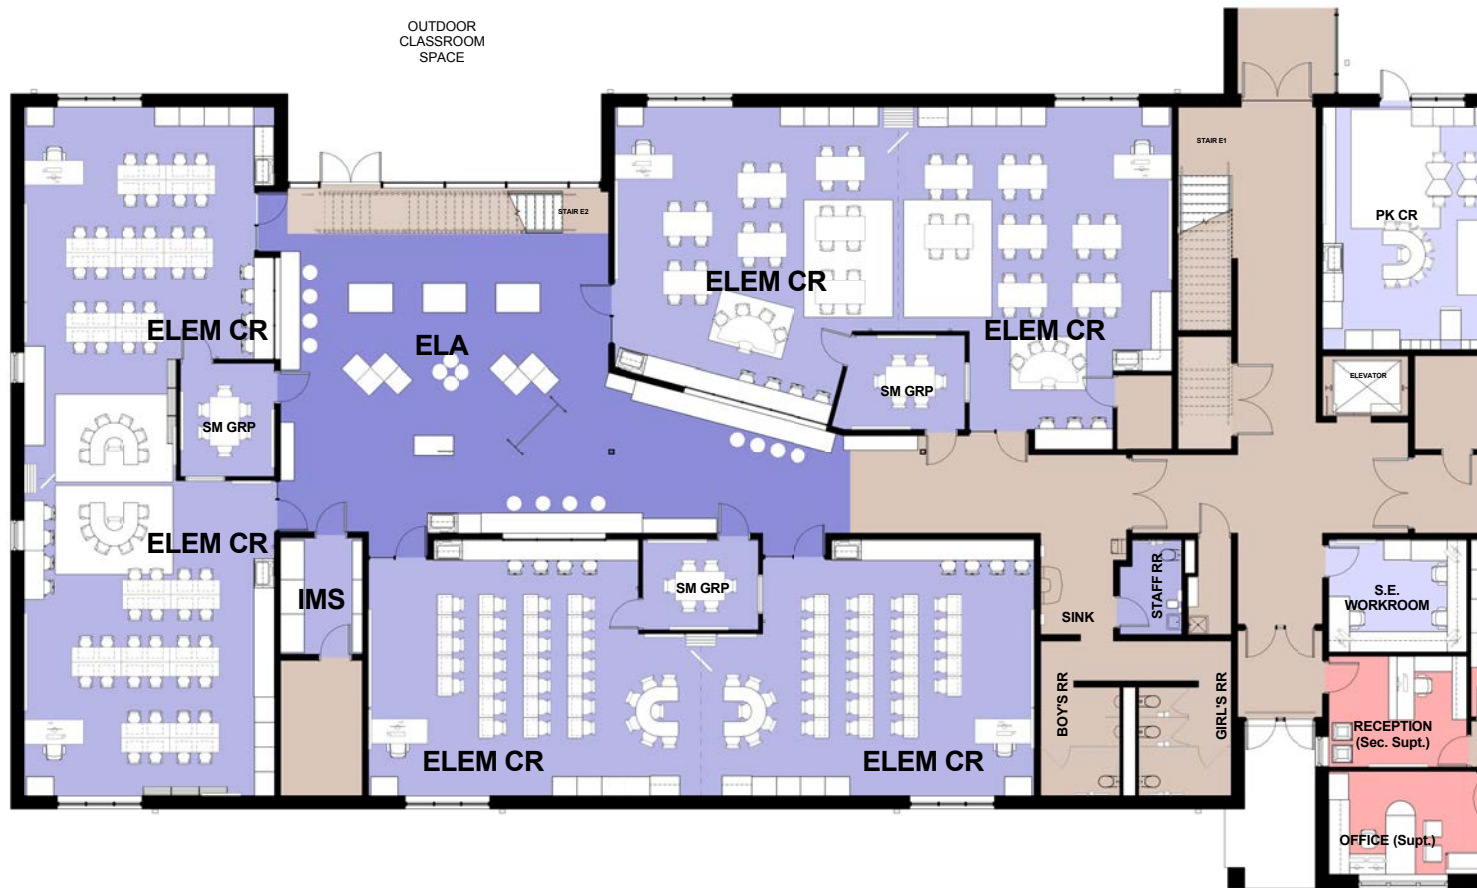 OUTDOOR
CLASSROOM
SPACE
STAIR E1
STAIR E2
PK CR
ELEM CR
ELEM CR
ELEM CR
ELA
ELEVATOR
SM GRP
SM GRP
ELEM CR
IMS
SM GRP
STAFF RR
S.E.
WORKROOM
SINK
BOY'S RR
GIRL'S RR
RECEPTION
(Sec. Supt.)
ELEM CR
ELEM CR
OFFICE (Supt.)